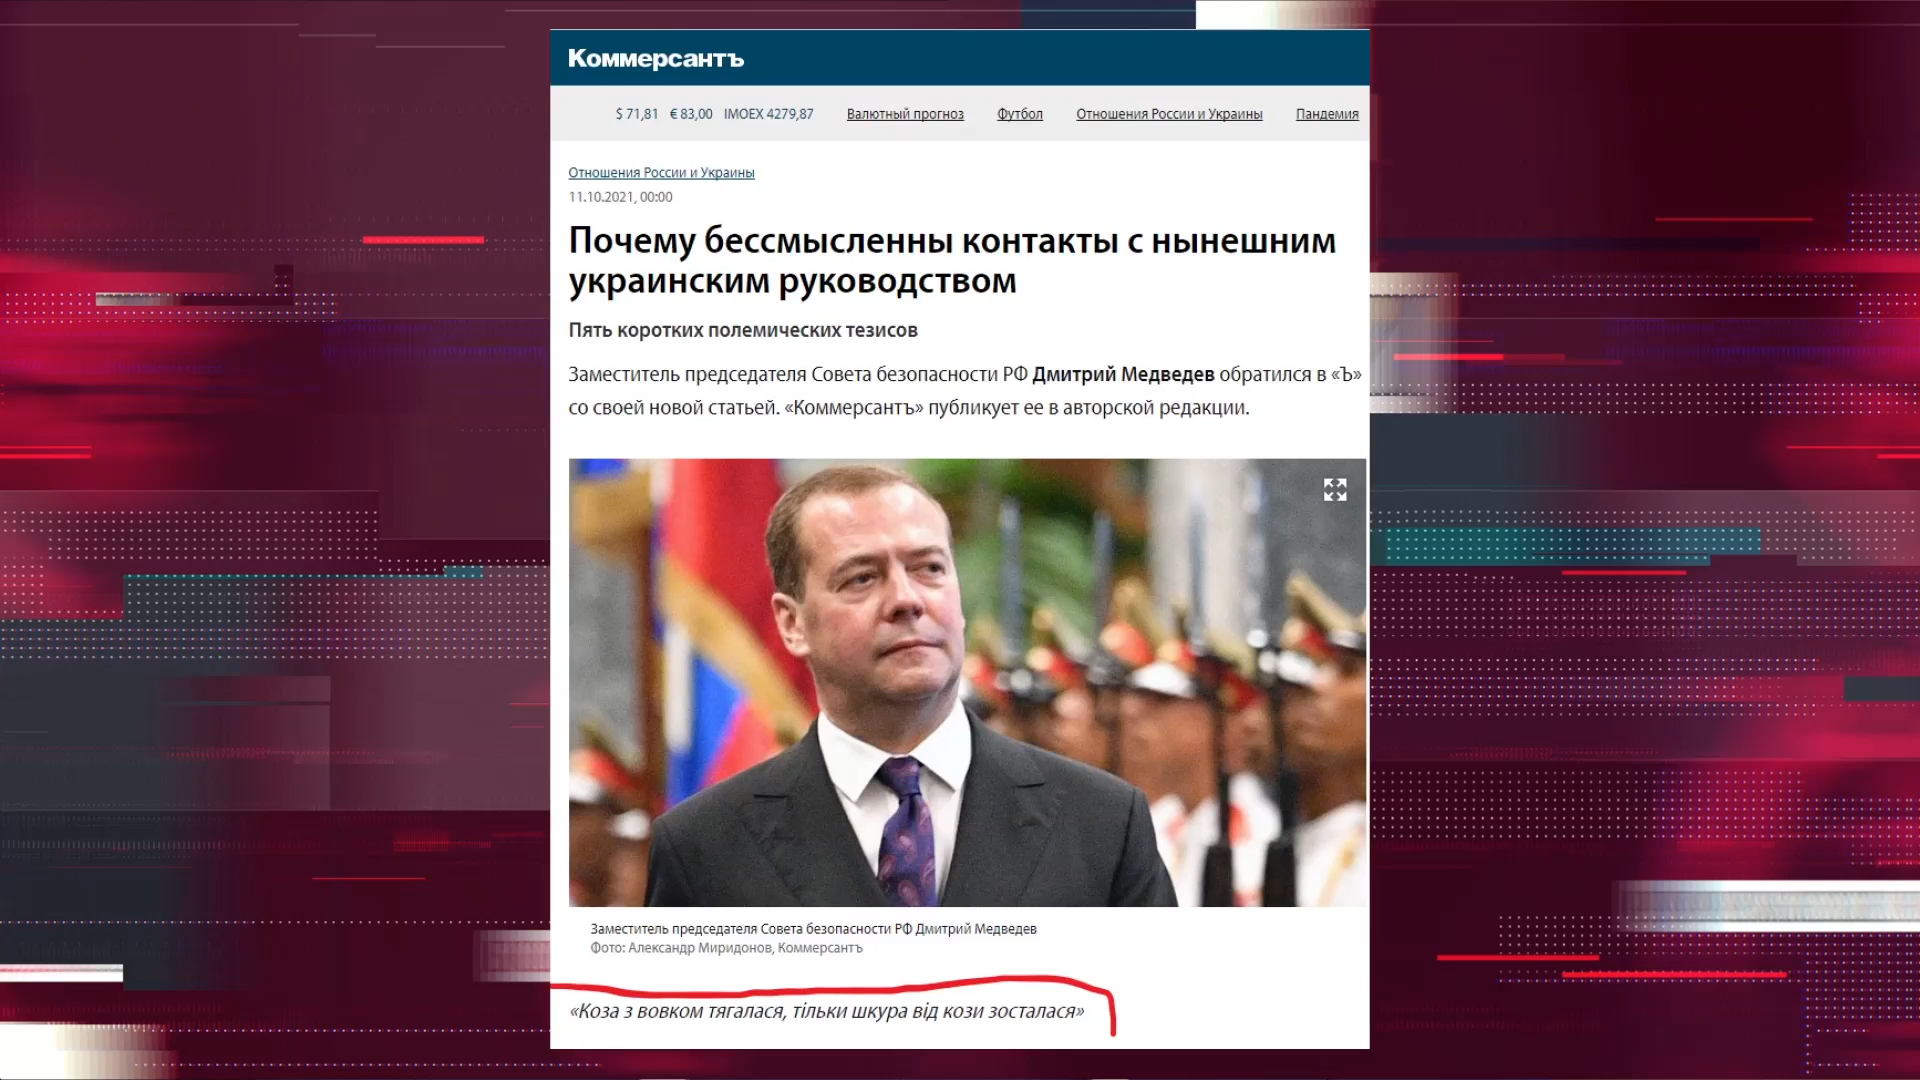 Коммерсантъ
$ 71,81 € 83,00 IMOEX 4279,87 Валютный прогноз Футбол Отношения России и Украины Пандемия
Отношения России и Украины
11.10.2021, 00:00
Почему бессмысленны контакты с нынешним
украинским руководством
Пять коротких полемических тезисов
Заместитель председателя Совета безопасности РФ Дмитрий Медведев обратился в «Ъ»
со своей новой статьей. «Коммерсантъ» публикует ее в авторской редакции.
Заместитель председателя Совета безопасности РФ Дмитрий Медведев
Фото: Александр Миридонов, Коммерсантъ
«Коза з вовком тягалася, тільки шкура від кози зосталася»